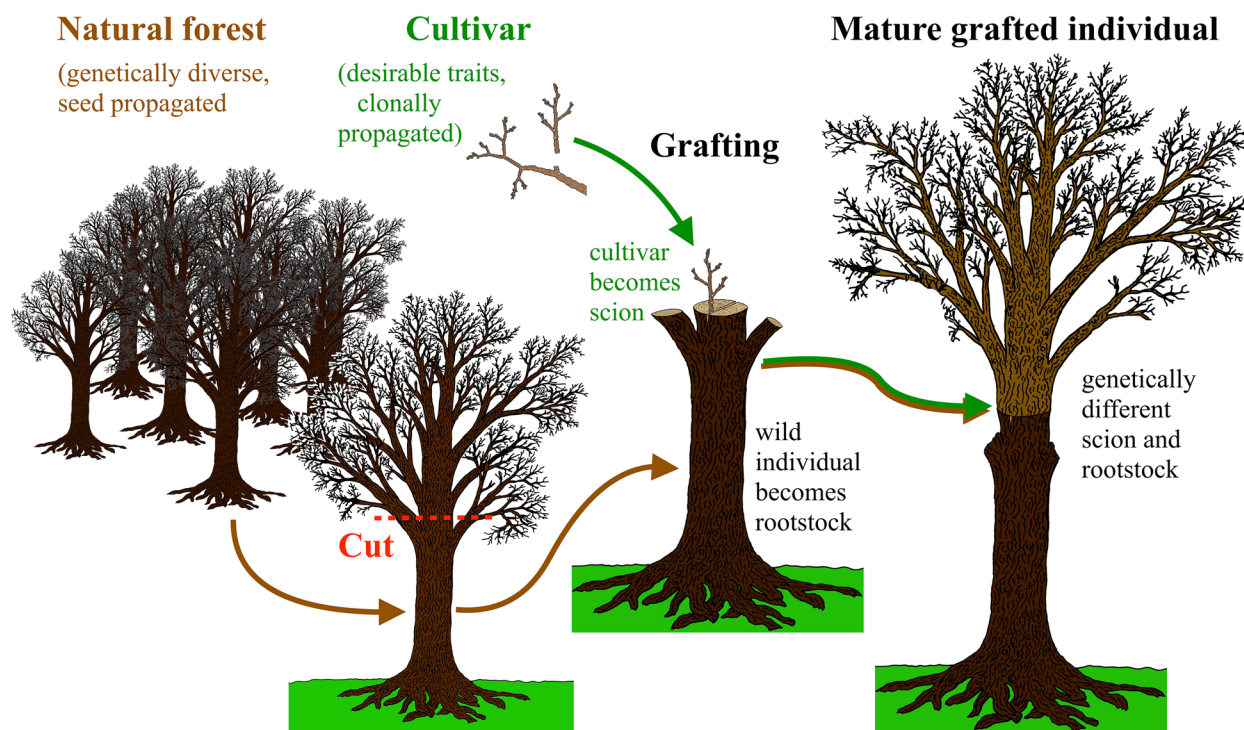 Natural forest
(genetically diverse,
seed propagated
Cultivar
(desirable traits,
clonally
propagated)
Grafting
Mature grafted individual
cultivar
becomes
scion
Cut
wild
individual
becomes
rootstock
genetically
different
scion and
rootstock